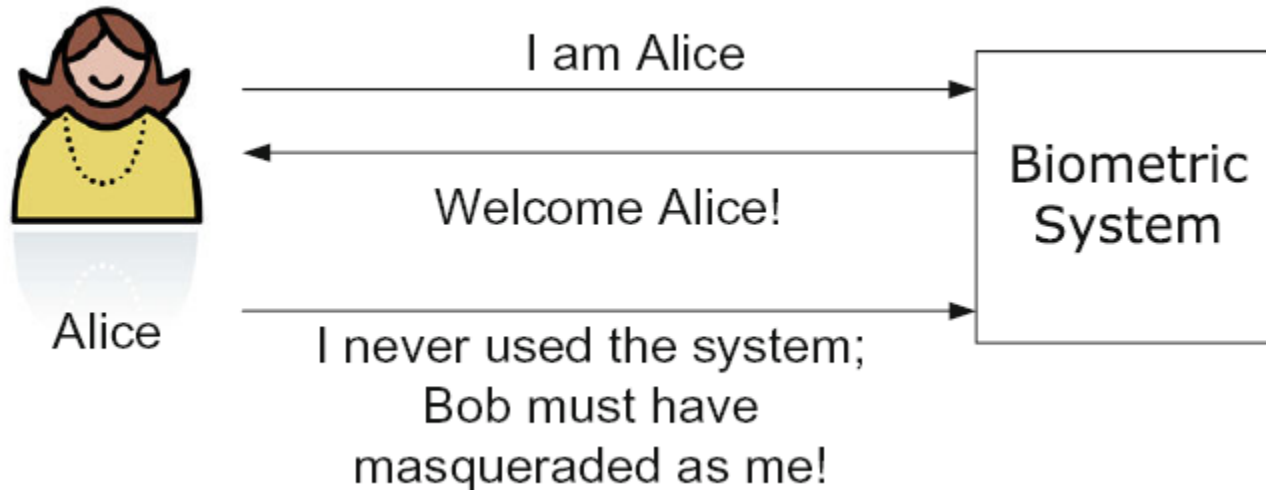 I am Alice
Welcome Alice!
Biometric
System
Alice
I never used the system;
Bob must have
masqueraded as me!